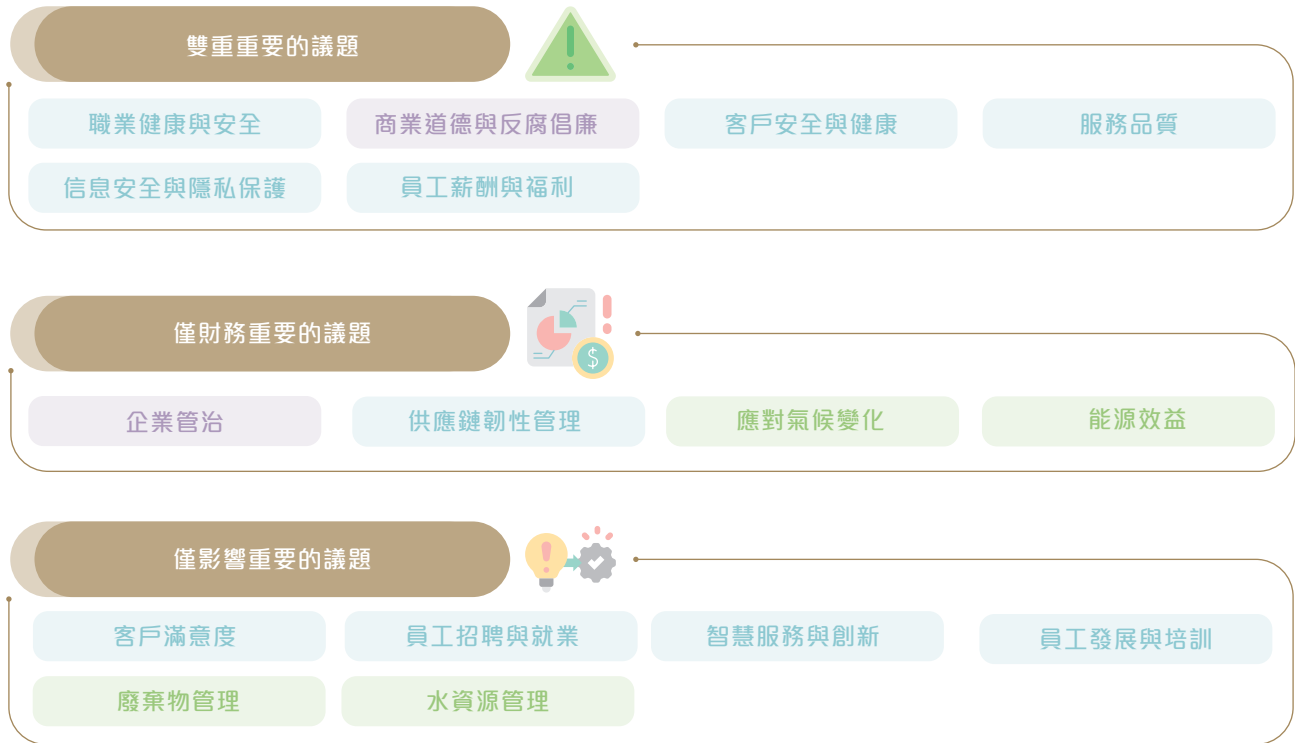 雙重重要的議題
職業健康與安全
商業道德與反腐倡廉
客戶安全與健康
服務品質
信息安全與隱私保護
員工薪酬與福利
僅財務重要的議題
$
企業管治
供應鏈韌性管理
應對氣候變化
能源效益
僅影響重要的議題
客戶滿意度
員工招聘與就業
智慧服務與創新
員工發展與培訓
廢棄物管理
水資源管理